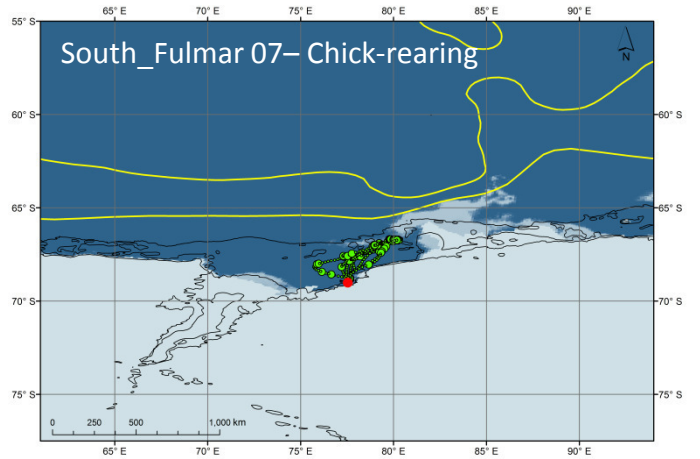 65° E 70° E 75° E 80° E 85° E 90° E
South_Fulmar 07– Chick-rearing
N
55° S 55° S
60° S 60° S
65° S 65° S
70° S 70° S
75° S 75° S
0 250 500 1,000 km
65° E 70° E 75° E 80° E 85° E 90° E